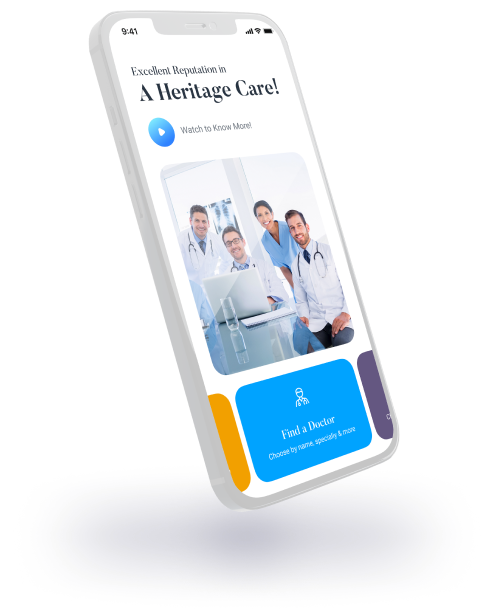 9:41
Excellent Reputation in
A Heritage Care!
Watch to Know More!
Find a Doctor
Choose by name, specialty & more